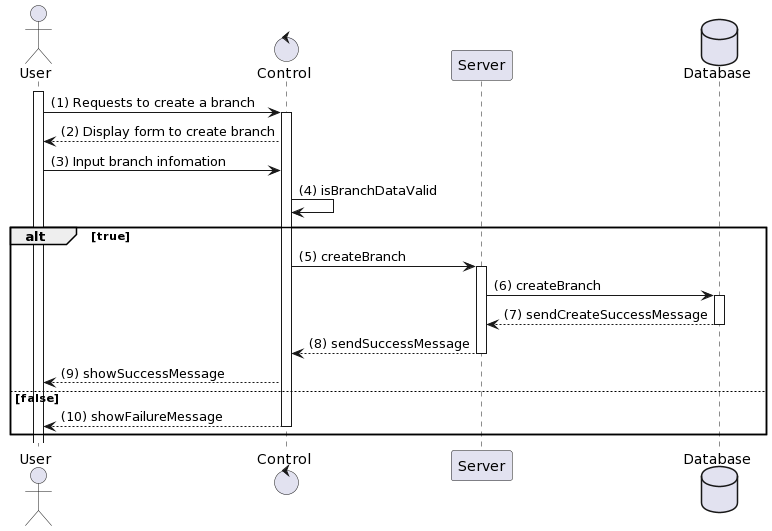 User
Control
Server
Database
(1) Requests to create a branch
(2) Display form to create branch
(3) Input branch infomation
(4) isBranchDataValid
alt [true]
(5) createBranch
(6) createBranch
(7) sendCreateSuccessMessage
(8) sendSuccessMessage
(9) showSuccessMessage
[false]
(10) showFailureMessage
User
Control
Server
Database